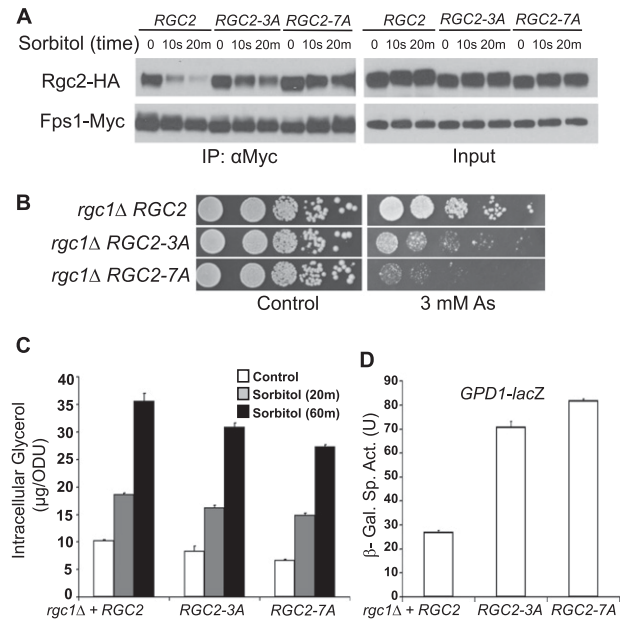 A
RGC2 RGC2-3A RGC2-7A RGC2 RGC2-3A RGC2-7A
Sorbitol (time) 0 10s 20m 0 10s 20m 0 10s 20m 0 10s 20m 0 10s 20m 0 10s 20m
Rgc2-HA
Fps1-Myc
IP: αMyc Input
B
rgc1Δ RGC2
rgc1Δ RGC2-3A
rgc1Δ RGC2-7A
Control 3 mM As
C
Intracellular Glycerol
(µg/ODU)
40
35
30
25
20
15
10
5
0
Control
Sorbitol (20m)
Sorbitol (60m)
rgc1Δ + RGC2 RGC2-3A RGC2-7A
D
GPD1-lacZ
β- Gal. Sp. Act. (U)
90
80
70
60
50
40
30
20
10
0
rgc1Δ + RGC2 RGC2-3A RGC2-7A